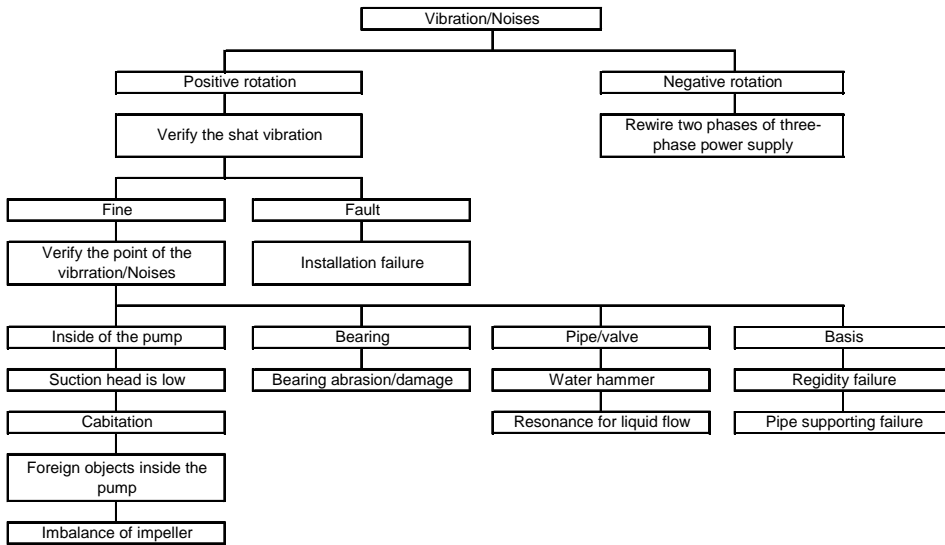 Vibration/Noises
Positive rotation
Negative rotation
Verify the shat vibration
Rewire two phases of three-
phase power supply
Fine
Fault
Verify the point of the
vibrration/Noises
Installation failure
Inside of the pump
Bearing
Pipe/valve
Basis
Suction head is low
Bearing abrasion/damage
Water hammer
Regidity failure
Cabitation
Resonance for liquid flow
Pipe supporting failure
Foreign objects inside the
pump
Imbalance of impeller